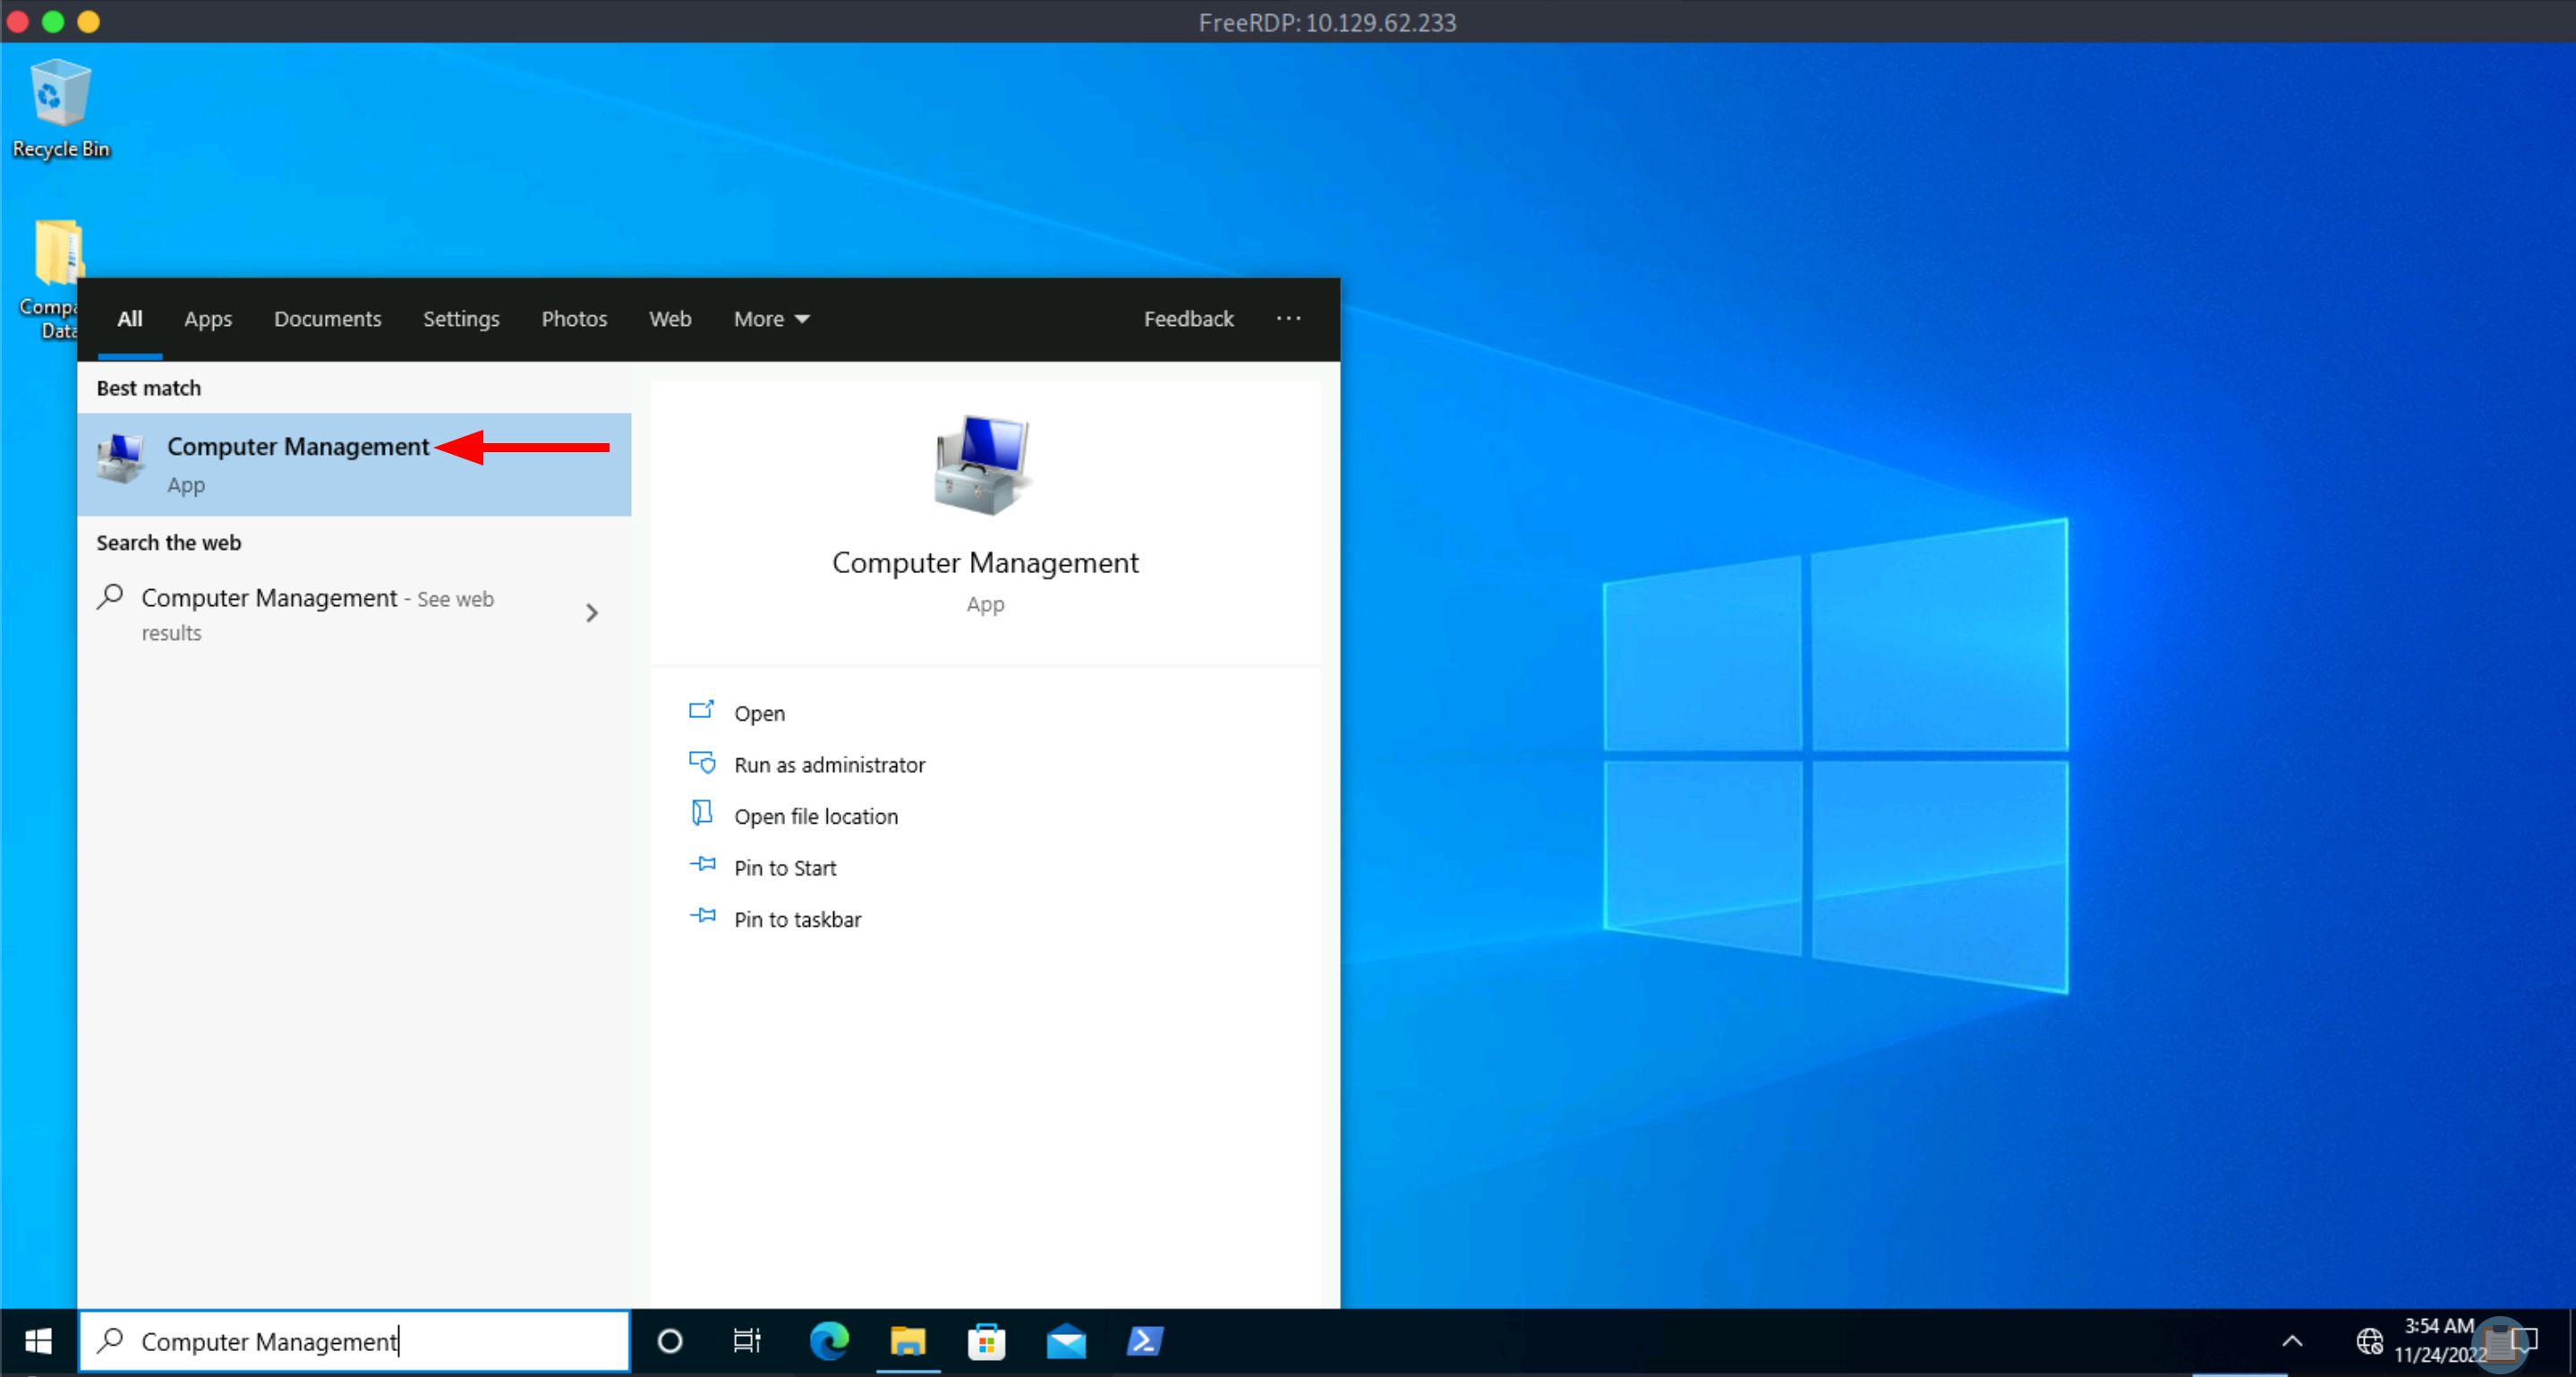 FreeRDP: 10.129.62.233
Recycle Bin
Data
All
Apps
Documents
Settings
Photos
Web
More
Feedback
Best match
Computer Management
App
Search the web
Computer Management - See web
results
Computer Management
App
Open
Run as administrator
Open file location
Pin to Start
Pin to taskbar
Computer Management
3:54 AM
11/24/2022